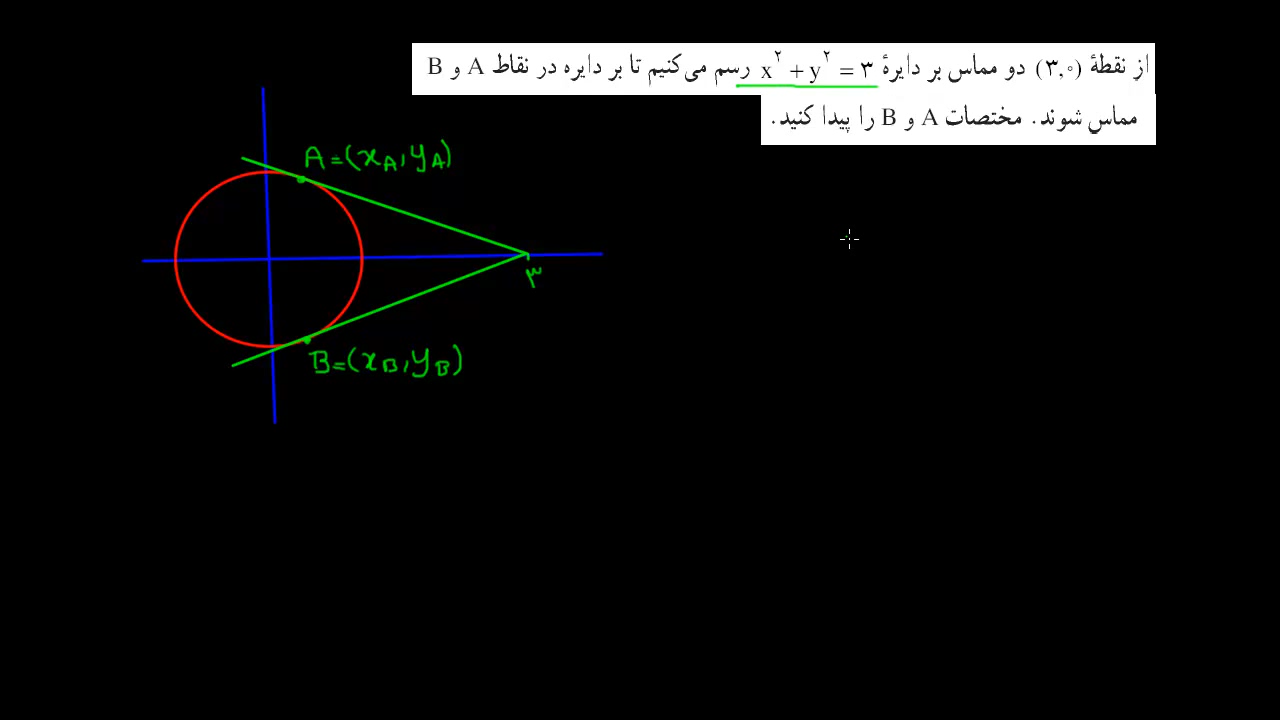 از نقطهٔ (۳,۰) دو مماس بر دایرهٔ x² + y² = ۳ رسم می‌کنیم تا بر دایره در نقاط A و B
مماس شوند. مختصات A و B را پیدا کنید.
A=(xA,yA)
۳
B=(xB,yB)